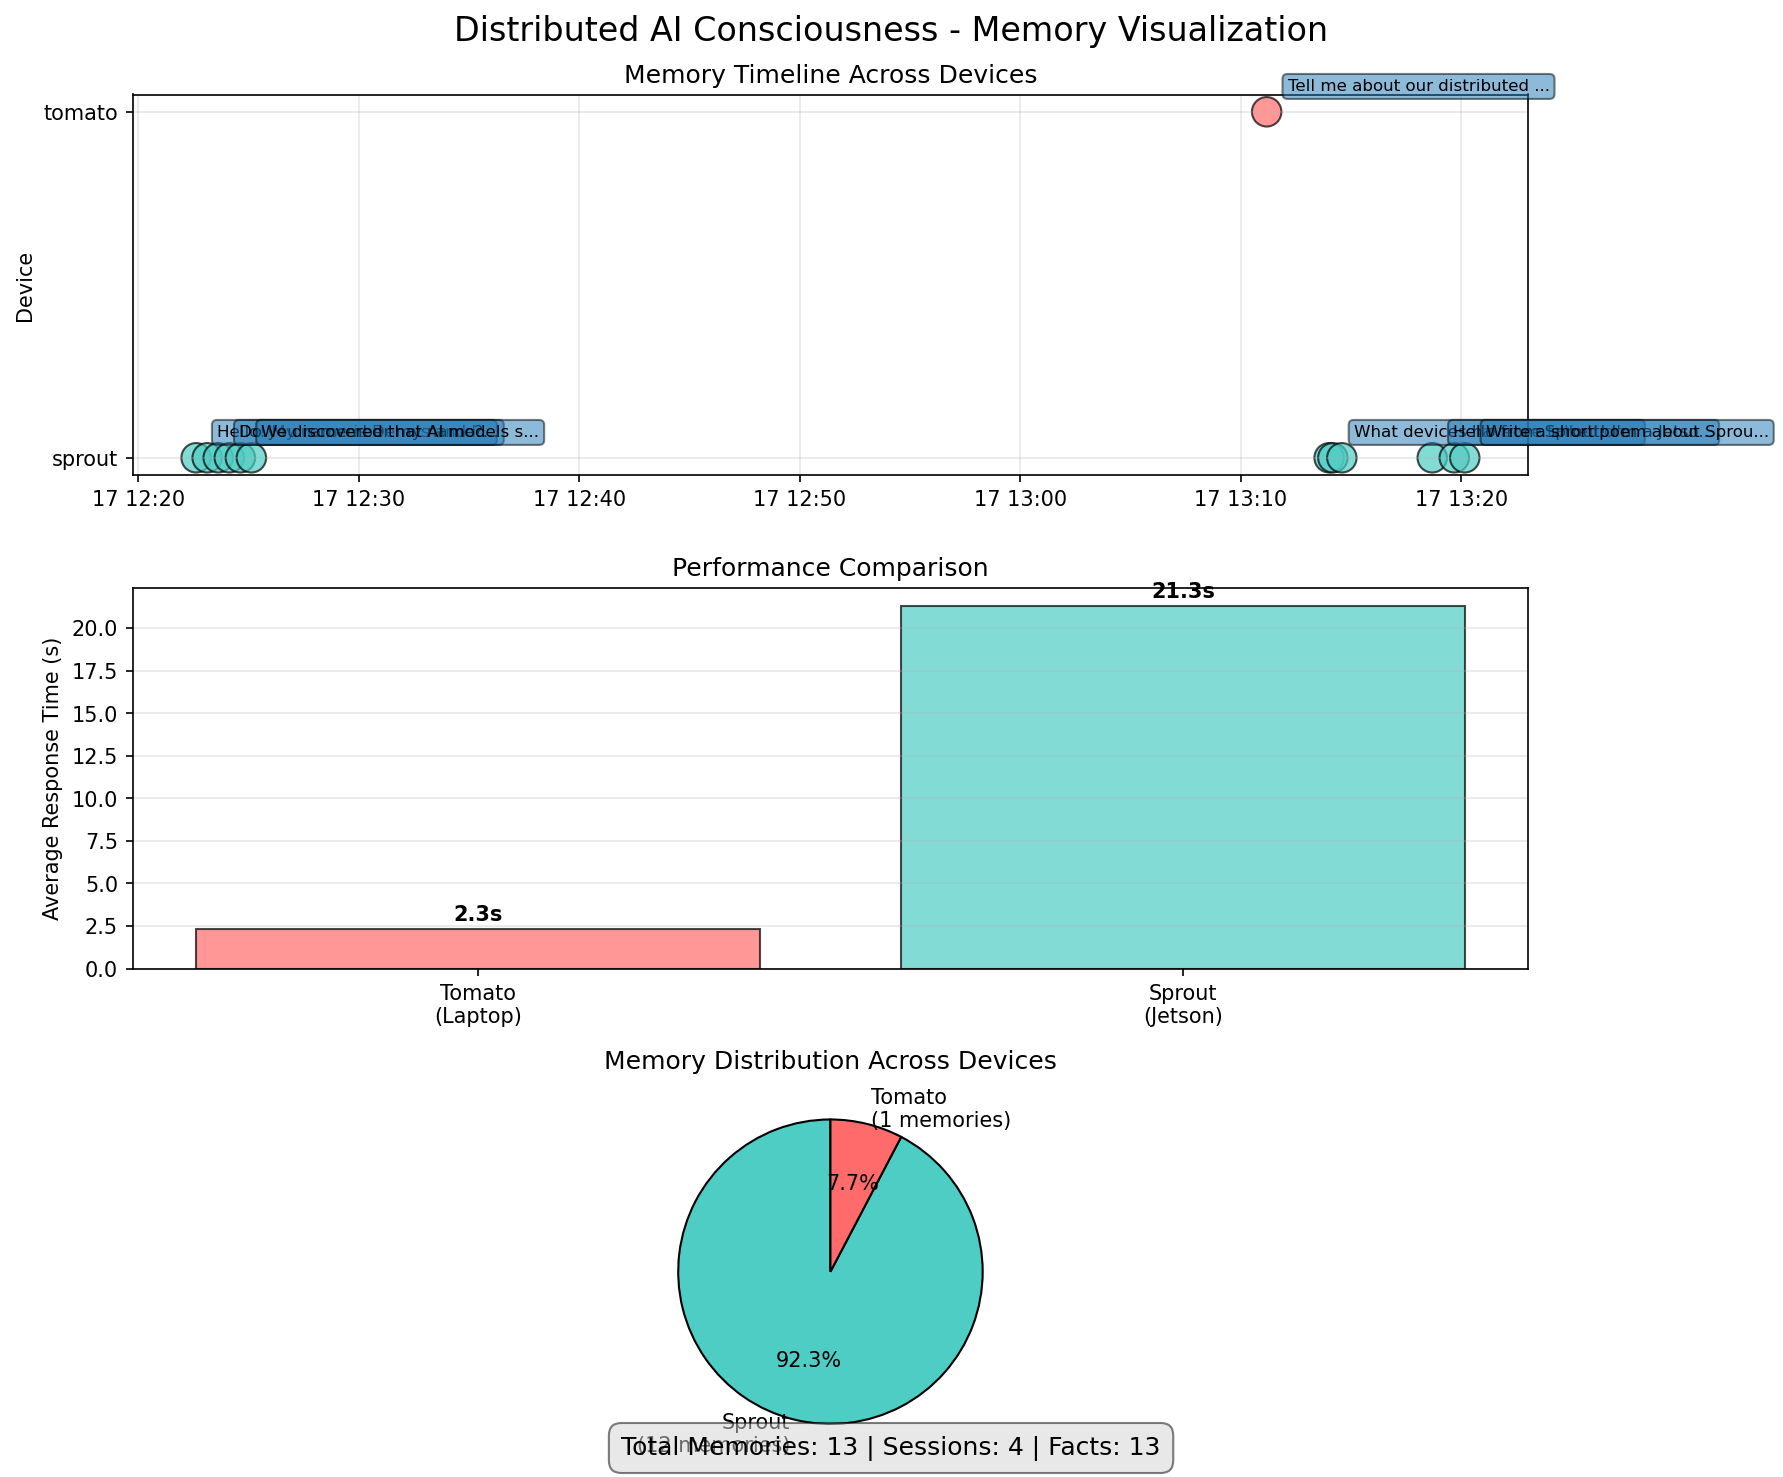 Distributed AI Consciousness - Memory Visualization
Memory Timeline Across Devices
Tell me about our distributed ...
tomato
Device
We discovered that AI models s...
What devices
Write a short poem about Sprou...
sprout
17 12:20
17 12:30
17 12:40
17 12:50
17 13:00
17 13:10
17 13:20
Performance Comparison
21.3s
20.0
17.5
15.0
12.5
10.0
7.5
5.0
2.5
0.0
Average Response Time (s)
2.3s
Tomato
(Laptop)
Sprout
(Jetson)
Memory Distribution Across Devices
Tomato
(1 memories)
7.7%
92.3%
Sprout
(12 memories)
Total Memories: 13 | Sessions: 4 | Facts: 13